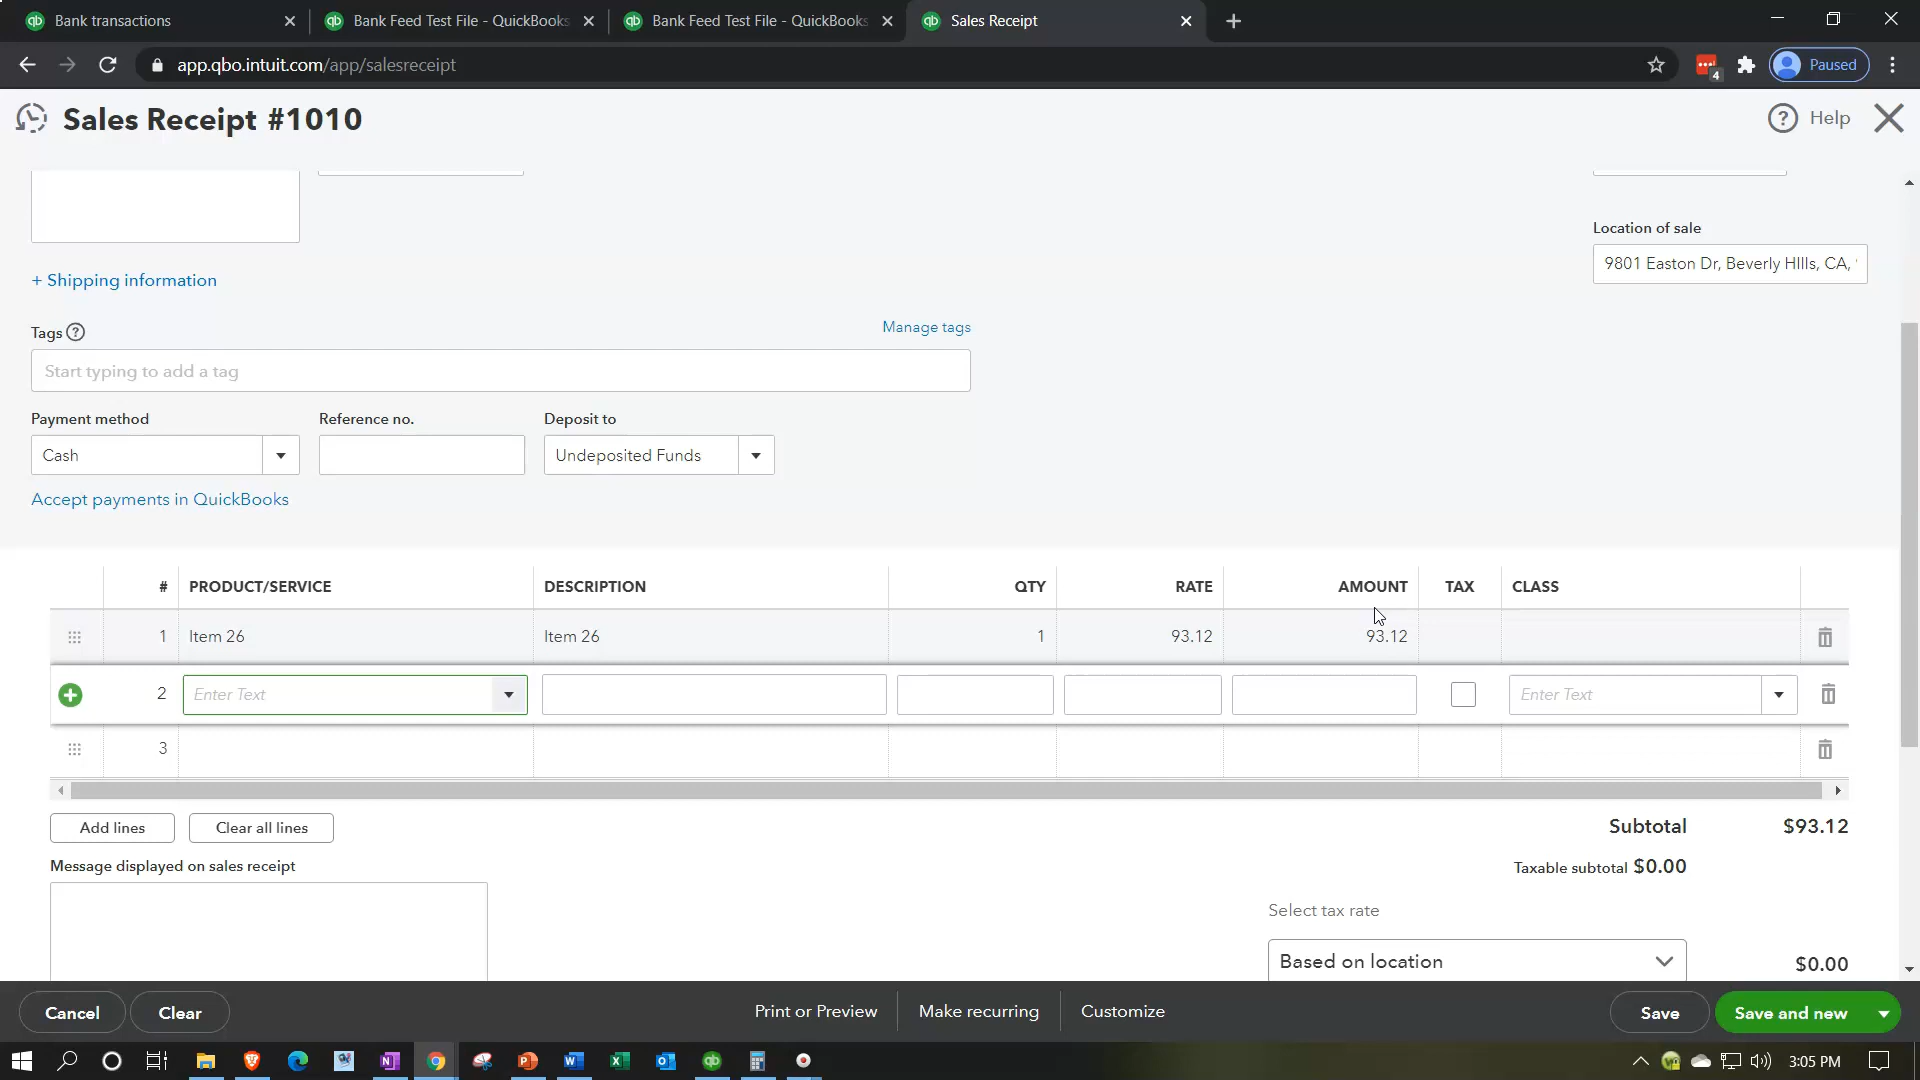 Bank transactions
Bank Feed Test File - QuickBooks
Bank Feed Test File - QuickBooks
Sales Receipt
app.qbo.intuit.com/app/salesreceipt
4
Paused
Sales Receipt #1010
Help
Location of sale
9801 Easton Dr, Beverly HIlls, CA,
+ Shipping information
Tags ?
Manage tags
Start typing to add a tag
Payment method
Reference no.
Deposit to
Cash
Undeposited Funds
Accept payments in QuickBooks
# PRODUCT/SERVICE DESCRIPTION QTY RATE AMOUNT TAX CLASS
1 Item 26 Item 26 1 93.12 93.12
2 Enter Text Enter Text
3
Add lines
Clear all lines
Subtotal $93.12
Message displayed on sales receipt
Taxable subtotal $0.00
Select tax rate
Based on location
$0.00
Cancel
Clear
Print or Preview
Make recurring
Customize
Save
Save and new
3:05 PM